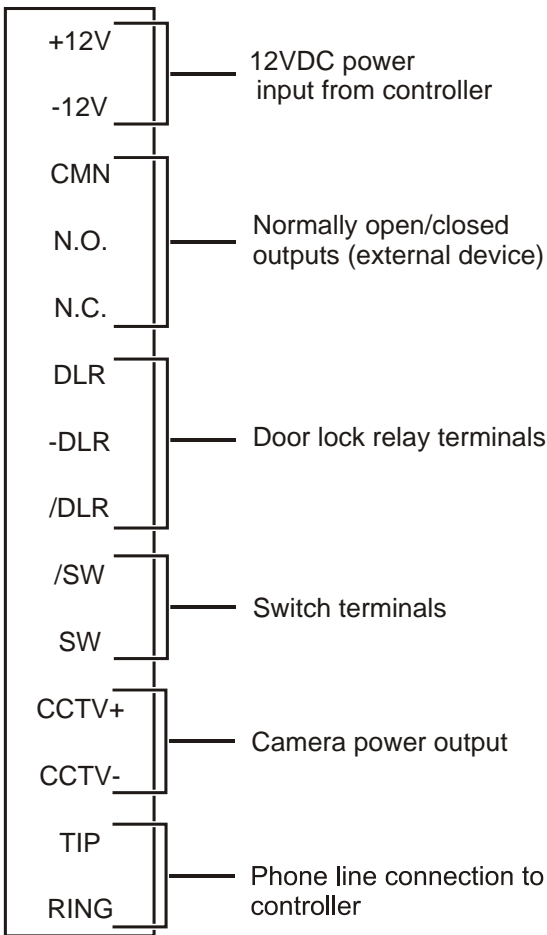 +12V
-12V
12VDC power
input from controller
CMN
N.O.
N.C.
Normally open/closed
outputs (external device)
DLR
-DLR
/DLR
Door lock relay terminals
/SW
SW
Switch terminals
CCTV+
CCTV-
Camera power output
TIP
RING
Phone line connection to
controller